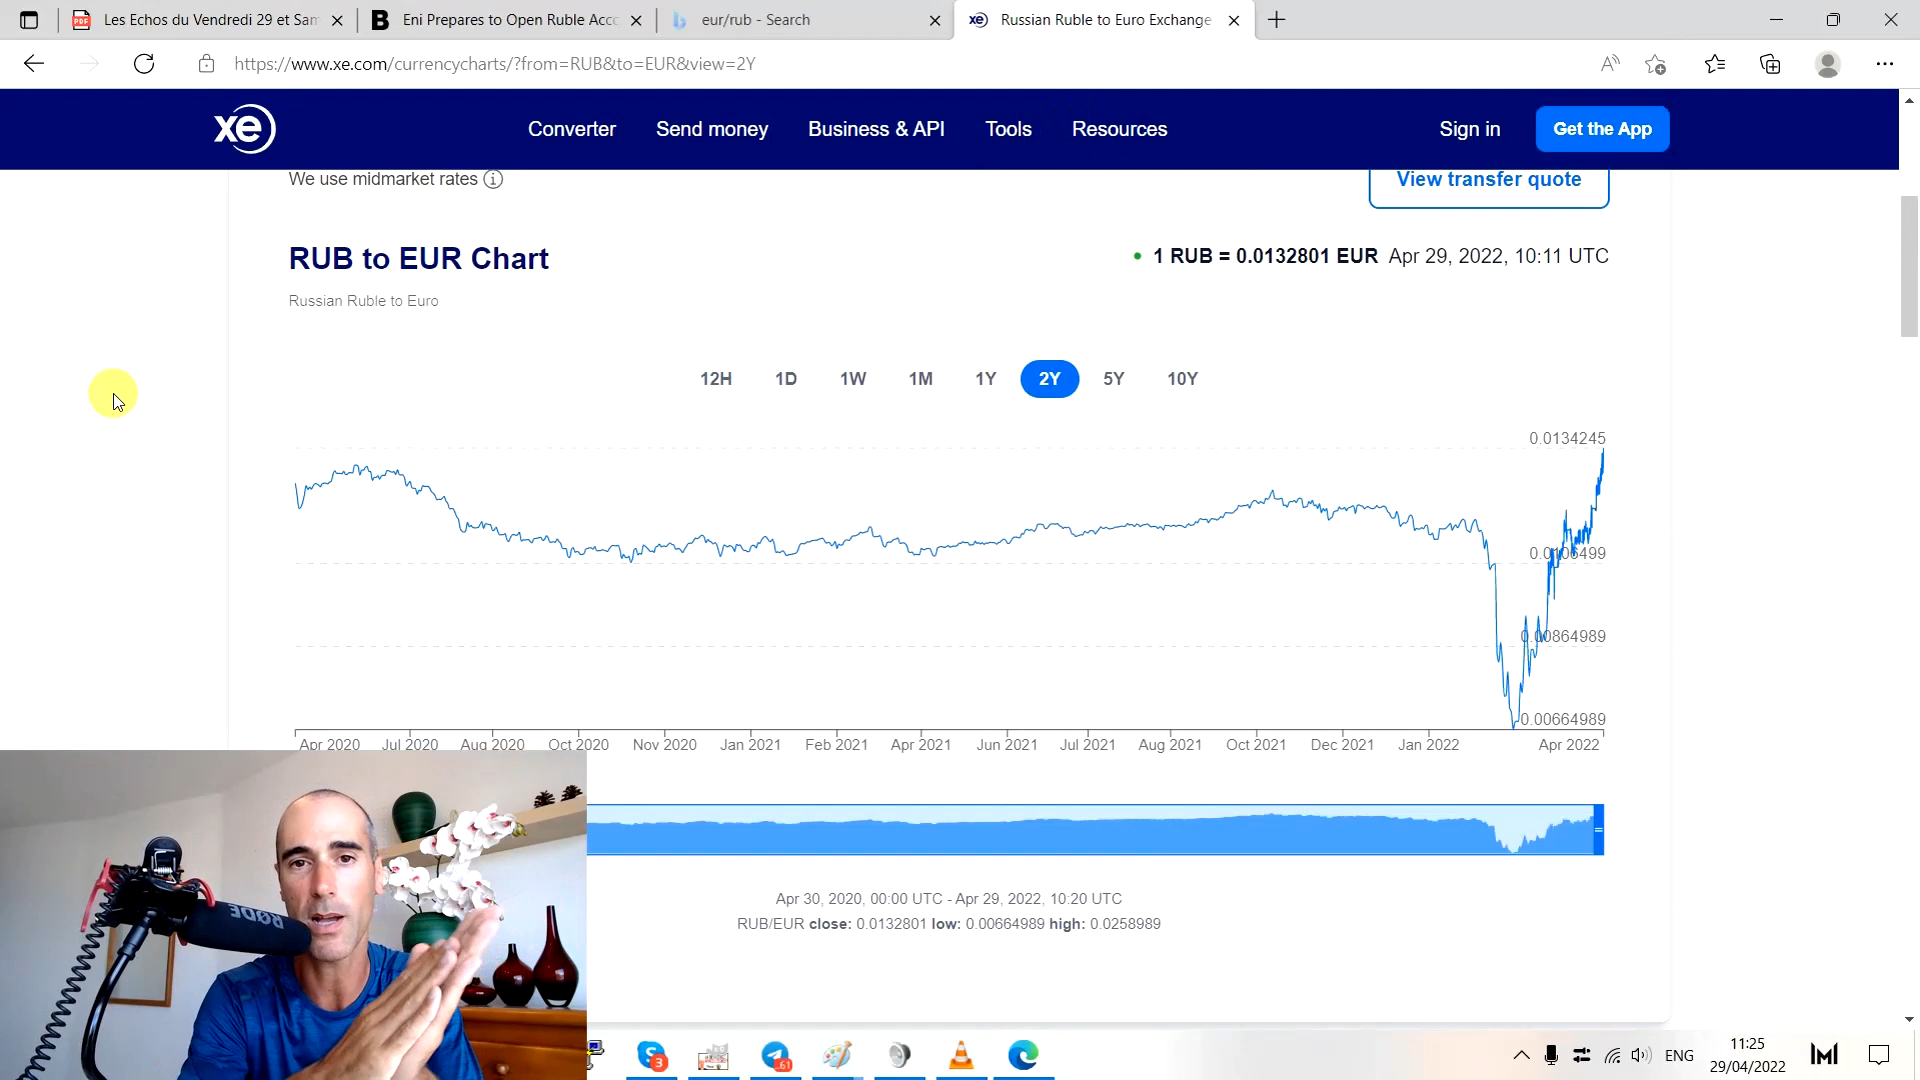 Les Echos du Vendredi 29 et Sam
Eni Prepares to Open Ruble Acco
eur/rub - Search
Russian Ruble to Euro Exchange
https://www.xe.com/currencycharts/?from=RUB&to=EUR&view=2Y
xe
Converter
Send money
Business & API
Tools
Resources
Sign in
Get the App
We use midmarket rates
View transfer quote
RUB to EUR Chart
1 RUB = 0.0132801 EUR Apr 29, 2022, 10:11 UTC
Russian Ruble to Euro
12H 1D 1W 1M 1Y 2Y 5Y 10Y
0.0134245
0.0106499
0.00864989
0.00664989
Apr 2020 Jul 2020 Aug 2020 Oct 2020 Nov 2020 Jan 2021 Feb 2021 Apr 2021 Jun 2021 Jul 2021 Aug 2021 Oct 2021 Dec 2021 Jan 2022 Apr 2022
Apr 30, 2020, 00:00 UTC - Apr 29, 2022, 10:20 UTC
RUB/EUR close: 0.0132801 low: 0.00664989 high: 0.0258989
RØDE
3
61
ENG
11:25
29/04/2022